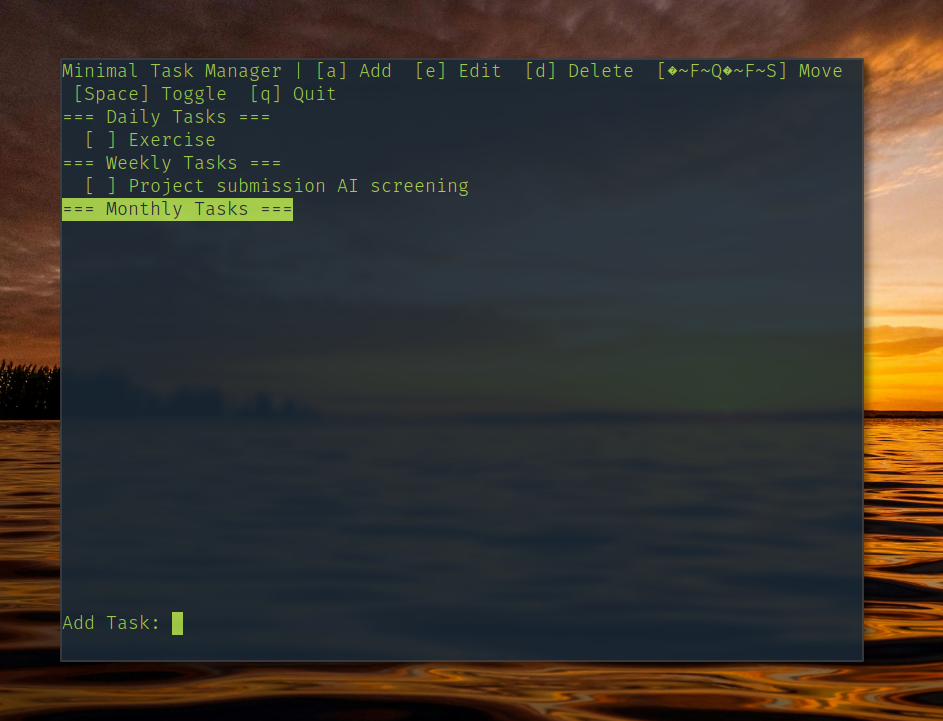 Minimal Task Manager | [a] Add  [e] Edit  [d] Delete  [�~F~Q�~F~S] Move
[Space] Toggle  [q] Quit
=== Daily Tasks ===
[ ] Exercise
=== Weekly Tasks ===
[ ] Project submission AI screening
=== Monthly Tasks ===
Add Task: